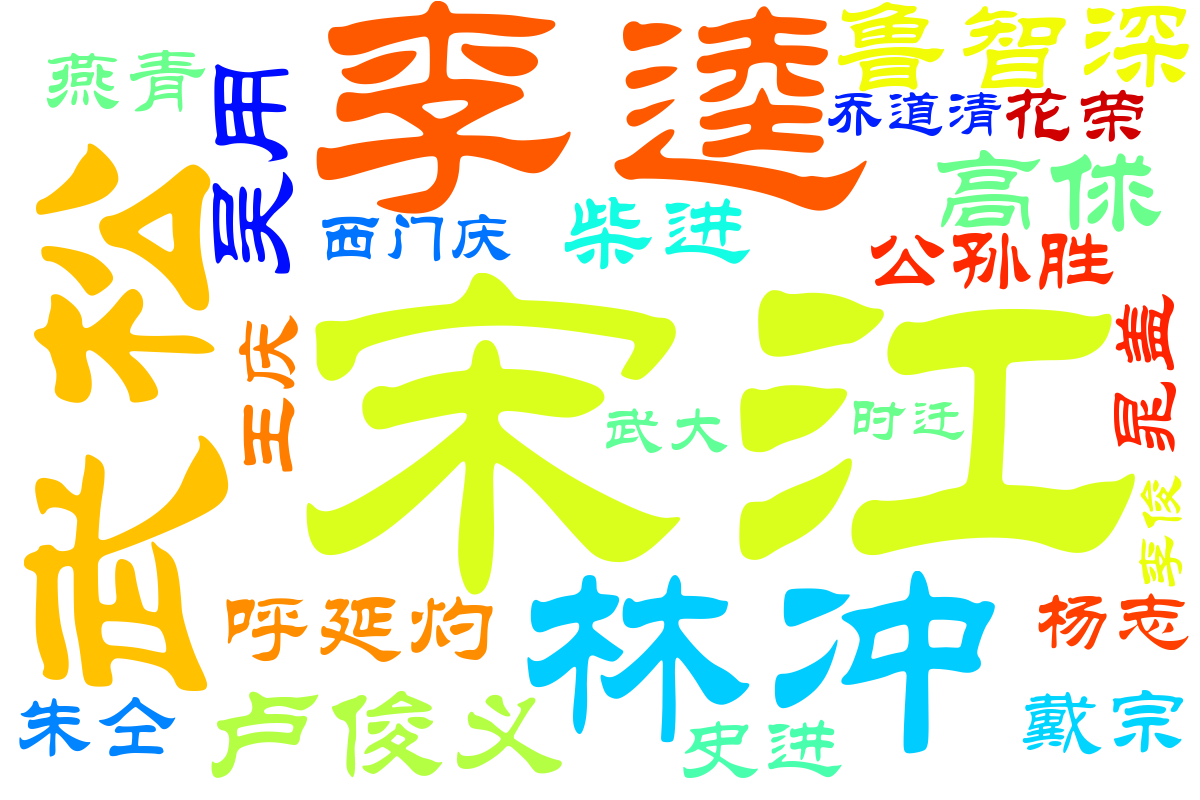 李逵
鲁智深
燕青
吴用
乔道清
花荣
高俅
武松
西门庆
柴进
公孙胜
宋江
晁盖
王庆
武大
时迁
李俊
林冲
呼延灼
杨志
朱仝
卢俊义
史进
戴宗